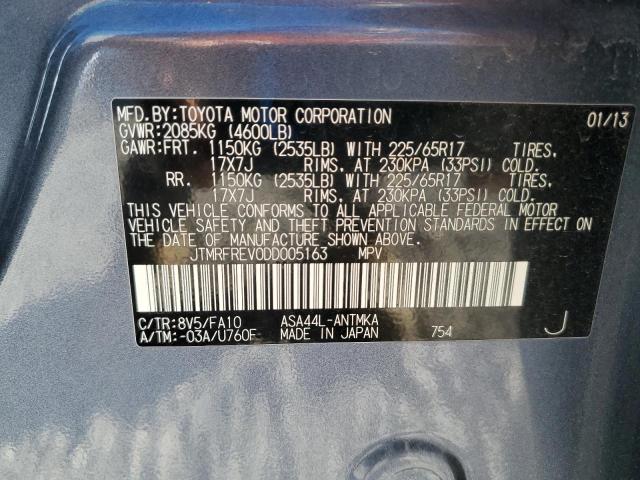 MFD. BY: TOYOTA MOTOR CORPORATION 01/13
GVWR: 2085KG (4600LB)
GAWR: FRT. 1150KG (2535LB) WITH 225/65R17 TIRES,
17X7J RIMS, AT 230KPA (33PSI) COLD.
RR. 1150KG (2535LB) WITH 225/65R17 TIRES,
17X7J RIMS, AT 230KPA (33PSI) COLD.
THIS VEHICLE CONFORMS TO ALL APPLICABLE FEDERAL MOTOR
VEHICLE SAFETY AND THEFT PREVENTION STANDARDS IN EFFECT ON
THE DATE OF MANUFACTURE SHOWN ABOVE.
JTMRFREV0DD005163 MPV
C/TR: 8V5/FA10 ASA44L-ANTMKA
A/TM: -03A/U760F MADE IN JAPAN 754 J